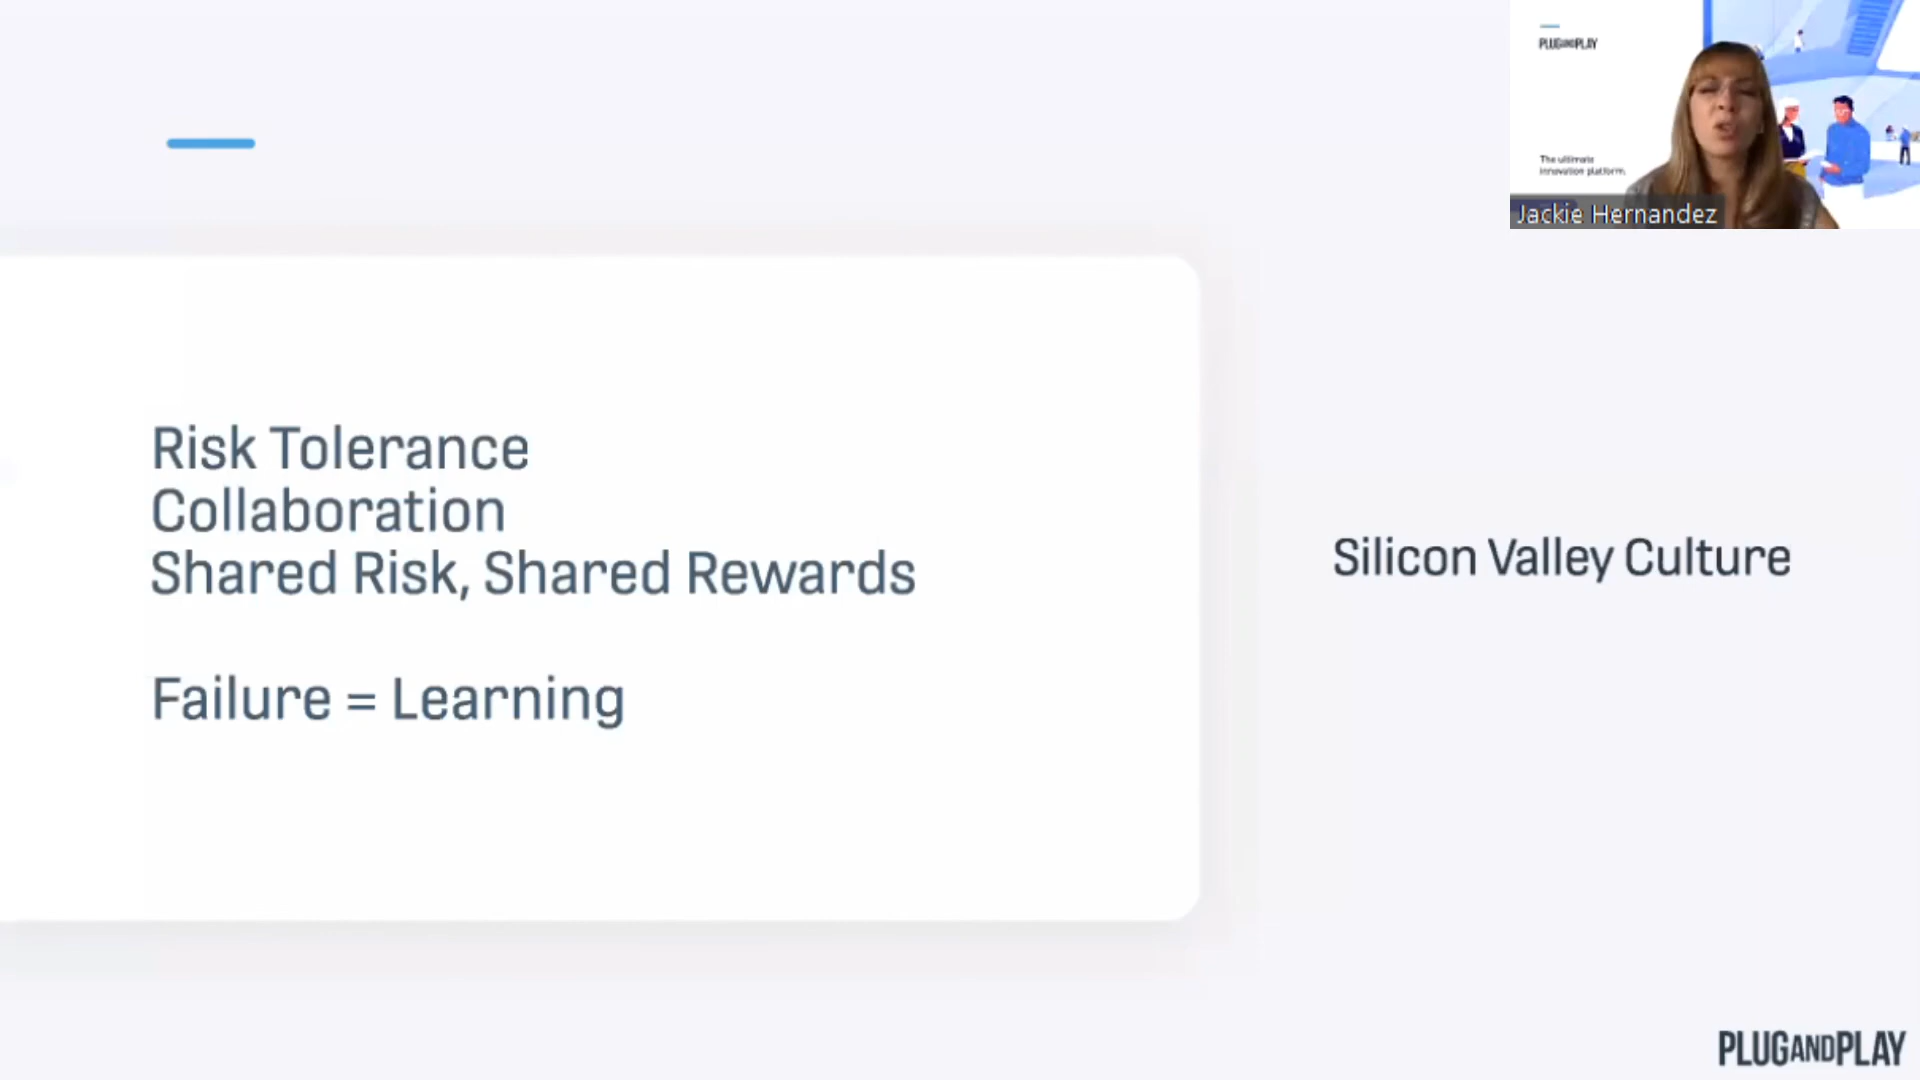 PLUGANDPLAY
The ultimate
innovation platform.
Jackie Hernandez
Risk Tolerance
Collaboration
Shared Risk, Shared Rewards
Failure = Learning
Silicon Valley Culture
PLUGANDPLAY